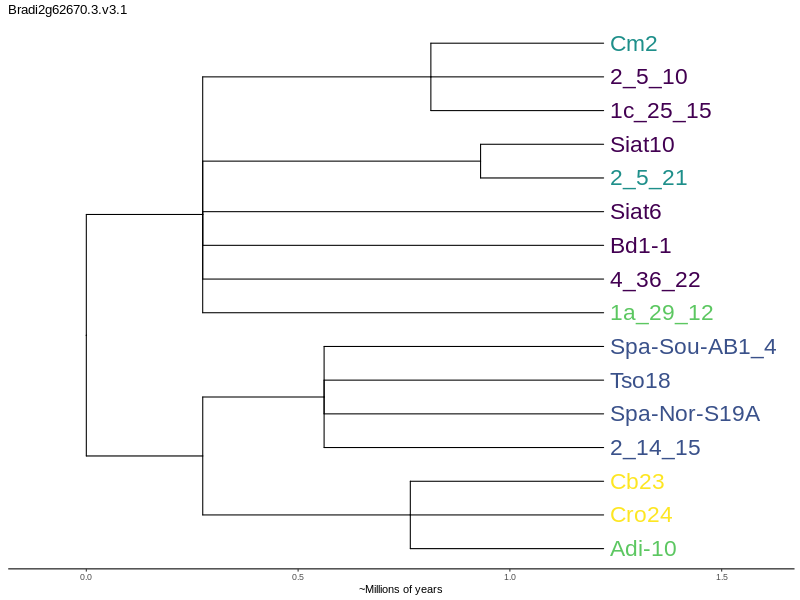 Bradi2g62670.3.v3.1
Cm2
2_5_10
1c_25_15
Siat10
2_5_21
Siat6
Bd1-1
4_36_22
1a_29_12
Spa-Sou-AB1_4
Tso18
Spa-Nor-S19A
2_14_15
Cb23
Cro24
Adi-10
0.0 0.5 1.0 1.5
~Millions of years